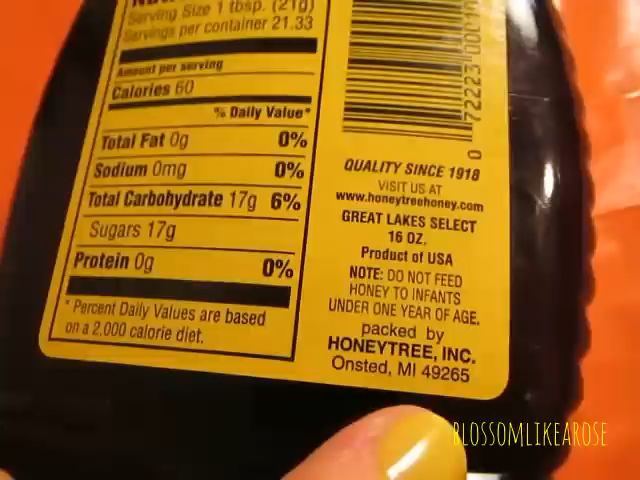 Serving Size 1 tbsp. (21g)
Servings per container 21.33
Amount per serving
Calories 60
% Daily Value*
Total Fat 0g 0%
Sodium 0mg 0%
Total Carbohydrate 17g 6%
Sugars 17g
Protein 0g 0%
* Percent Daily Values are based
on a 2,000 calorie diet.
QUALITY SINCE 1918
VISIT US AT
www.honeytreehoney.com
GREAT LAKES SELECT
16 OZ.
Product of USA
NOTE: DO NOT FEED
HONEY TO INFANTS
UNDER ONE YEAR OF AGE.
packed by
HONEYTREE, INC.
Onsted, MI 49265
BLOSSOMLIKEAROSE